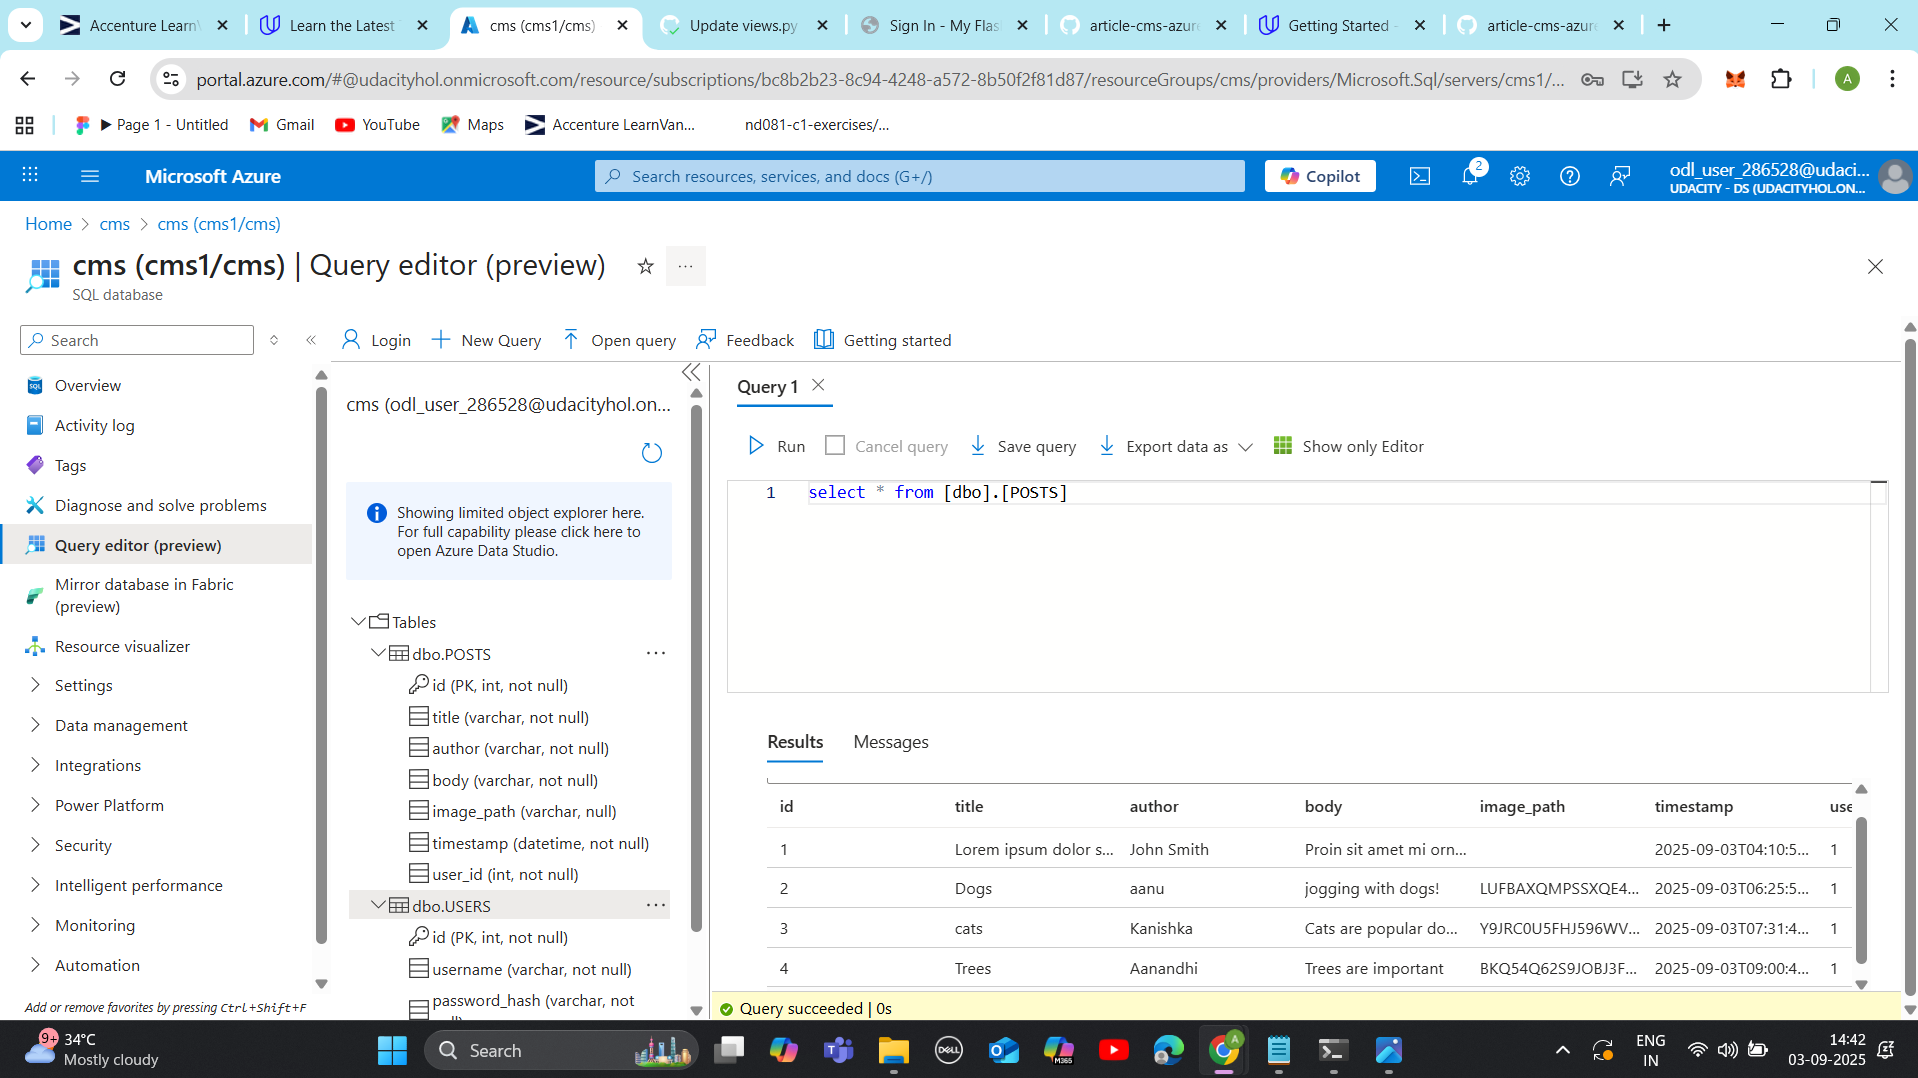 Accenture LearnV
Learn the Latest
cms (cms1/cms)
Update views.py
Sign In - My Flas
article-cms-azure
Getting Started -
article-cms-azure
portal.azure.com/#@udacityhol.onmicrosoft.com/resource/subscriptions/bc8b2b23-8c94-4248-a572-8b50f2f81d87/resourceGroups/cms/providers/Microsoft.Sql/servers/cms1/...
A
Page 1 - Untitled
Gmail
YouTube
Maps
Accenture LearnVan...
nd081-c1-exercises/...
Microsoft Azure
Search resources, services, and docs (G+/)
Copilot
2
odl_user_286528@udaci...
UDACITY - DS (UDACITYHOL.ON...
Home > cms > cms (cms1/cms)
cms (cms1/cms) | Query editor (preview)
SQL database
Search
Login
New Query
Open query
Feedback
Getting started
Overview
Activity log
Tags
Diagnose and solve problems
Query editor (preview)
Mirror database in Fabric
(preview)
Resource visualizer
Settings
Data management
Integrations
Power Platform
Security
Intelligent performance
Monitoring
Automation
Add or remove favorites by pressing Ctrl+Shift+F
cms (odl_user_286528@udacityhol.on...
Showing limited object explorer here.
For full capability please click here to
open Azure Data Studio.
Tables
dbo.POSTS
id (PK, int, not null)
title (varchar, not null)
author (varchar, not null)
body (varchar, not null)
image_path (varchar, null)
timestamp (datetime, not null)
user_id (int, not null)
dbo.USERS
id (PK, int, not null)
username (varchar, not null)
password_hash (varchar, not
Query 1
Run
Cancel query
Save query
Export data as
Show only Editor
1 select * from [dbo].[POSTS]
Results
Messages
id title author body image_path timestamp use
1 Lorem ipsum dolor s... John Smith Proin sit amet mi orn... 2025-09-03T04:10:5... 1
2 Dogs aanu jogging with dogs! LUFBAXQMPSSXQE4... 2025-09-03T06:25:5... 1
3 cats Kanishka Cats are popular do... Y9JRC0U5FHJ596WV... 2025-09-03T07:31:4... 1
4 Trees Aanandhi Trees are important BKQ54Q62S9JOBJ3F... 2025-09-03T09:00:4... 1
Query succeeded | 0s
9+
34°C
Mostly cloudy
Search
DELL
M365
A
ENG
IN
14:42
03-09-2025